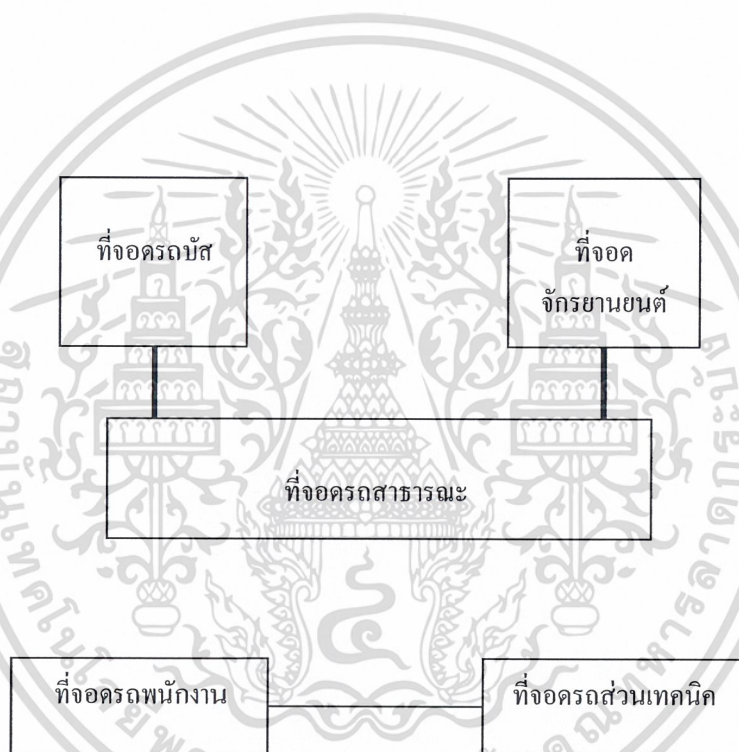 ที่จอดรถบัส
ที่จอด
จักรยานยนต์
ที่จอดรถสาธารณะ
ที่จอดรถพนักงาน
ที่จอดรถส่วนเทคนิค